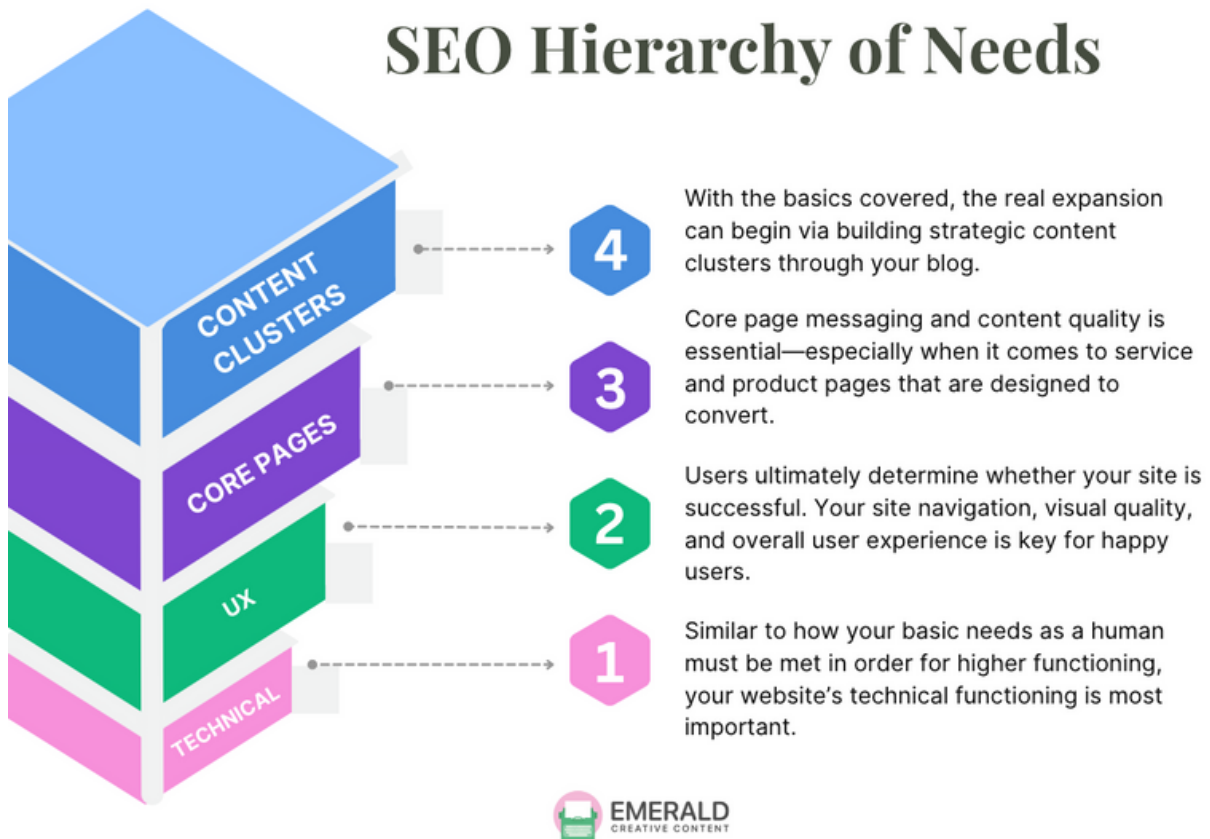 SEO Hierarchy of Needs
CONTENT
CLUSTERS
4
With the basics covered, the real expansion
can begin via building strategic content
clusters through your blog.
CORE PAGES
3
Core page messaging and content quality is
essential—especially when it comes to service
and product pages that are designed to
convert.
UX
2
Users ultimately determine whether your site is
successful. Your site navigation, visual quality,
and overall user experience is key for happy
users.
TECHNICAL
1
Similar to how your basic needs as a human
must be met in order for higher functioning,
your website’s technical functioning is most
important.
EMERALD
CREATIVE CONTENT